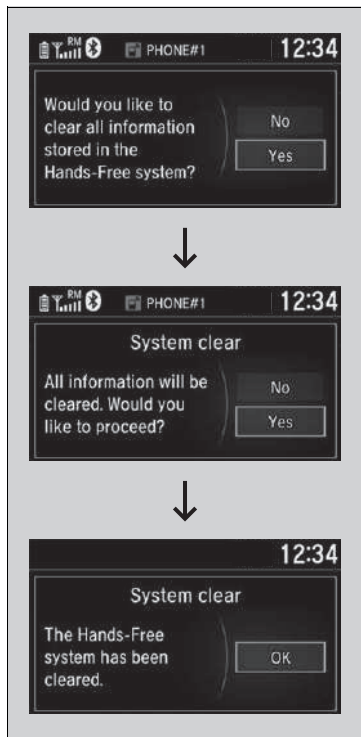 RM PHONE#1 12:34
Would you like to
clear all information
stored in the
Hands-Free system?
No
Yes
RM PHONE#1 12:34
System clear
All information will be
cleared. Would you
like to proceed?
No
Yes
12:34
System clear
The Hands-Free
system has been
cleared.
OK